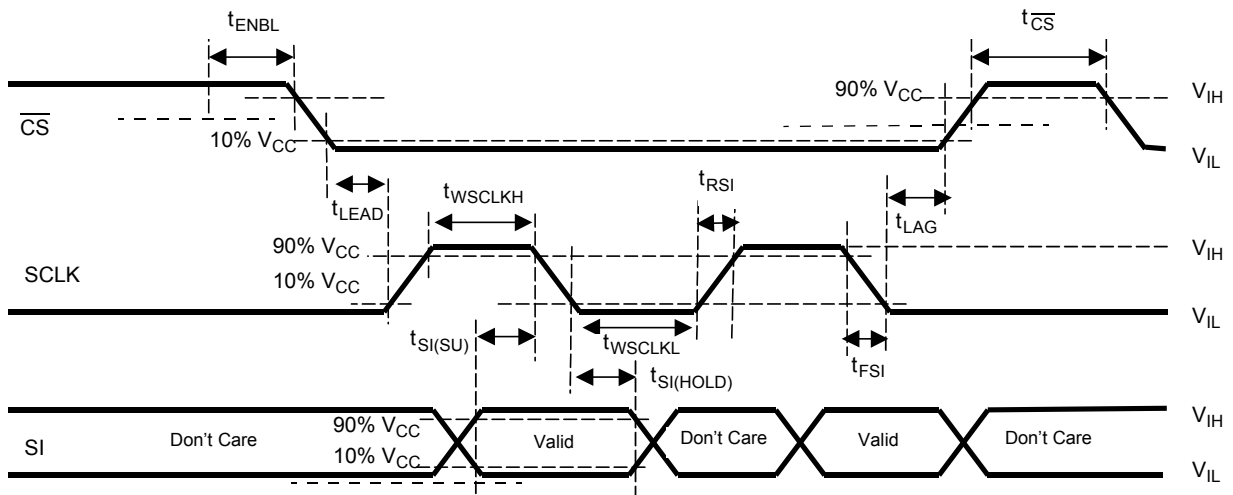 tENBL
tCS
90% VCC
VIH
CS
10% VCC
VIL
tLEAD
tWSCLKH
tRSI
tLAG
90% VCC
VIH
SCLK
10% VCC
VIL
tSI(SU)
tWSCLKL
tFSI
tSI(HOLD)
90% VCC
VIH
SI
Don't Care
Valid
Don't Care
Valid
Don't Care
10% VCC
VIL